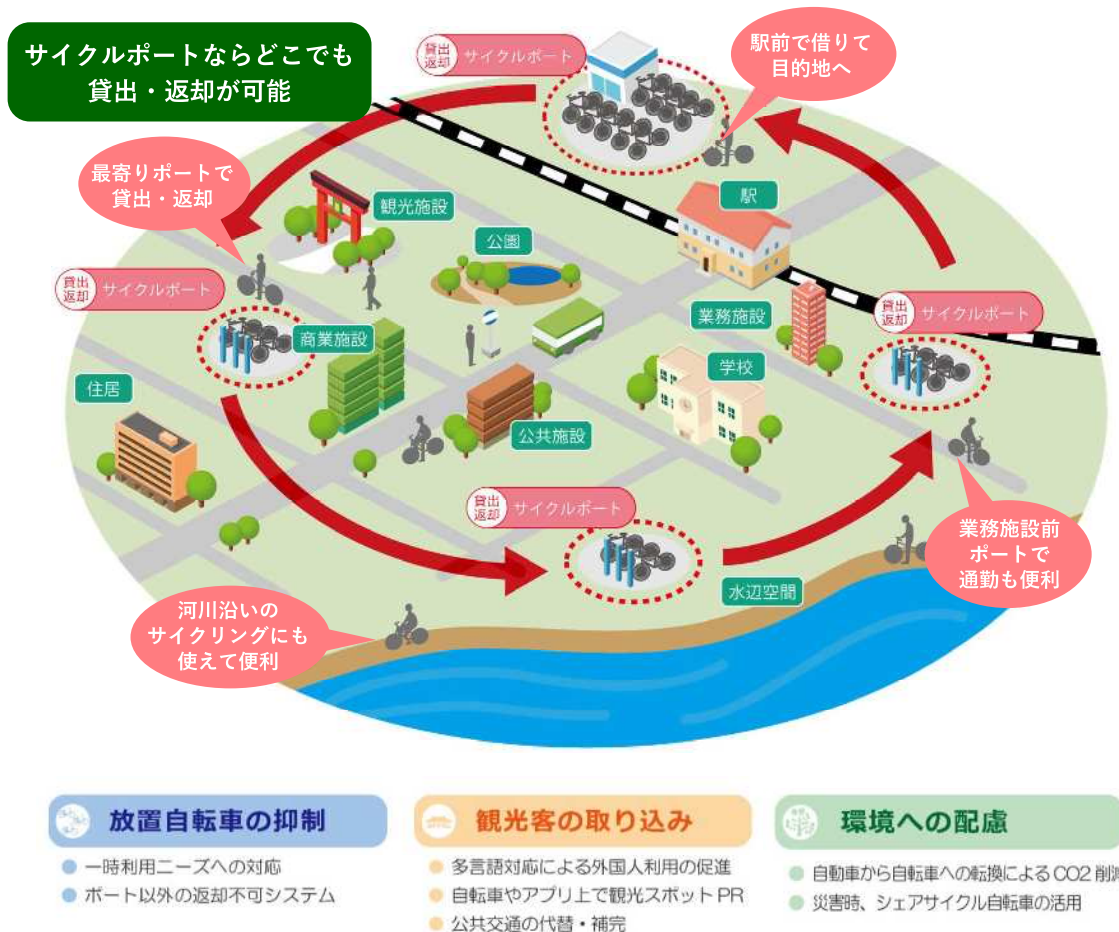 サイクルポートならどこでも
貸出・返却が可能
貸出
返却
サイクルポート
駅前で借りて
目的地へ
最寄りポートで
貸出・返却
観光施設
駅
公園
貸出
返却
サイクルポート
業務施設
貸出
返却
サイクルポート
商業施設
学校
住居
公共施設
貸出
返却
サイクルポート
業務施設前
ポートで
通勤も便利
水辺空間
河川沿いの
サイクリングにも
使えて便利
放置自転車の抑制
一時利用ニーズへの対応
ポート以外の返却不可システム
観光客の取り込み
多言語対応による外国人利用の促進
自転車やアプリ上で観光スポットPR
公共交通の代替・補完
環境への配慮
自動車から自転車への転換によるCO2削減
災害時、シェアサイクル自転車の活用